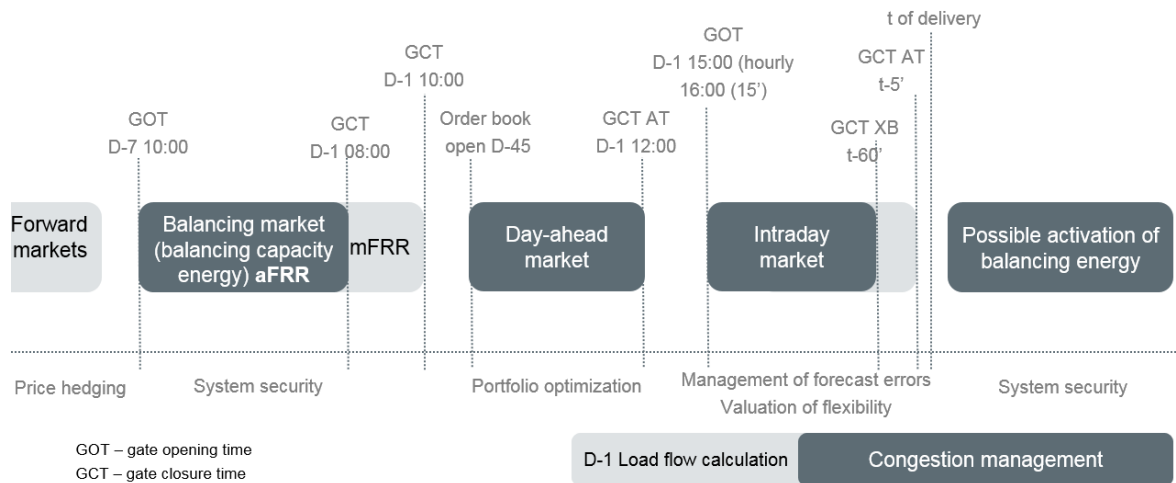 t of delivery
GOT
D-1 15:00 (hourly
16:00 (15')
GCT
D-1 10:00
GCT AT
t-5'
GOT
D-7 10:00
GCT
D-1 08:00
Order book
open D-45
GCT AT
D-1 12:00
GCT XB
t-60'
Forward
markets
Balancing market
(balancing capacity
energy) aFRR
mFRR
Day-ahead
market
Intraday
market
Possible activation of
balancing energy
Price hedging
System security
Portfolio optimization
Management of forecast errors
Valuation of flexibility
System security
GOT – gate opening time
GCT – gate closure time
D-1 Load flow calculation
Congestion management